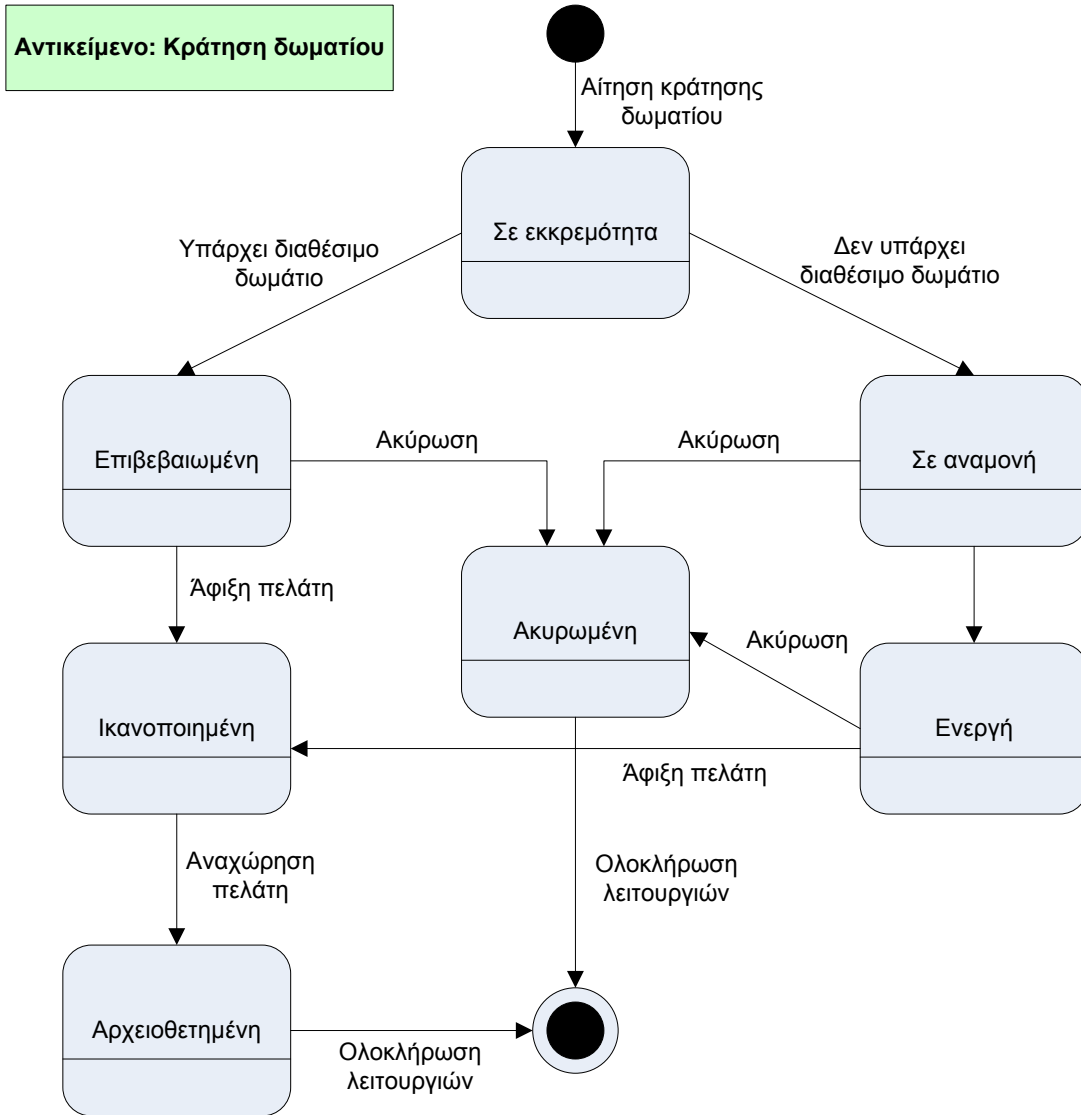 Αντικείμενο: Κράτηση δωματίου
Αίτηση κράτησης
δωματίου
Σε εκκρεμότητα
Υπάρχει διαθέσιμο
δωμάτιο
Δεν υπάρχει
διαθέσιμο δωμάτιο
Επιβεβαιωμένη
Ακύρωση
Ακύρωση
Σε αναμονή
Άφιξη πελάτη
Ακυρωμένη
Ακύρωση
Ικανοποιημένη
Ενεργή
Άφιξη πελάτη
Αναχώρηση
πελάτη
Ολοκλήρωση
λειτουργιών
Αρχειοθετημένη
Ολοκλήρωση
λειτουργιών